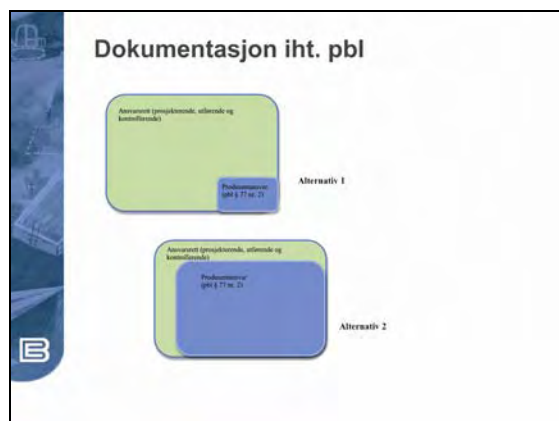 Dokumentasjon iht. pbl
Ansvarsrett (prosjekterende, utførende og
kontrollerende)
Produsentansvar
(pbl § 77 nr. 2)
Alternativ 1
Ansvarsrett (prosjekterende, utførende og
kontrollerende)
Produsentansvar
(pbl § 77 nr. 2)
Alternativ 2